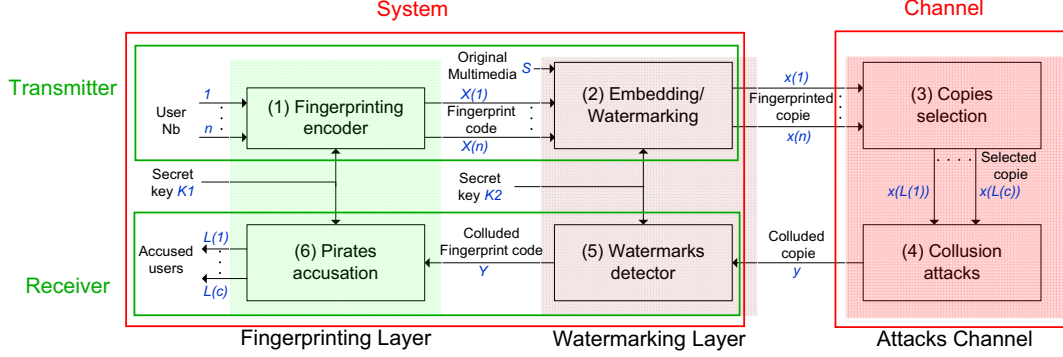 System
Channel
Transmitter
User
Nb
1
n
(1) Fingerprinting
encoder
X(1)
Fingerprint
code
X(n)
Original
Multimedia S
(2) Embedding/
Watermarking
x(1)
Fingerprinted
copie
x(n)
(3) Copies
selection
Secret
key K1
Secret
key K2
Selected
copie
x(L(1))
x(L(c))
Receiver
Accused
users
L(1)
L(c)
(6) Pirates
accusation
Colluded
Fingerprint code
Y
(5) Watermarks
detector
Colluded
copie
y
(4) Collusion
attacks
Fingerprinting Layer
Watermarking Layer
Attacks Channel